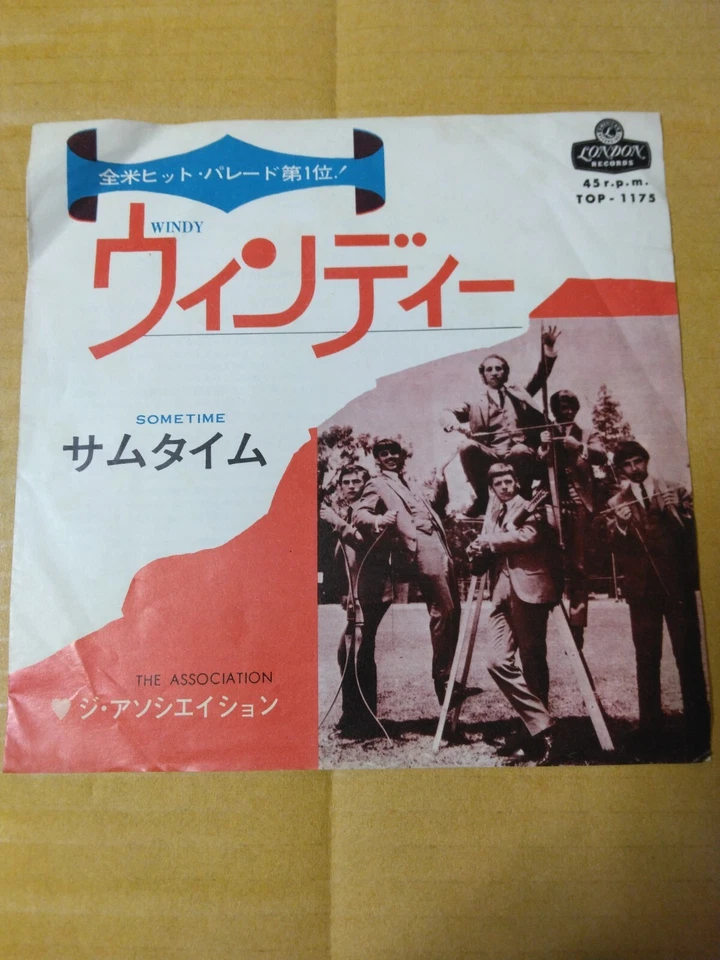 全米ヒット・パレード第1位!
LONDON
RECORDS
45 r.p.m.
TOP-1175
WINDY
ウィンディー
SOMETIME
サムタイム
THE ASSOCIATION
ジ・アソシエイション